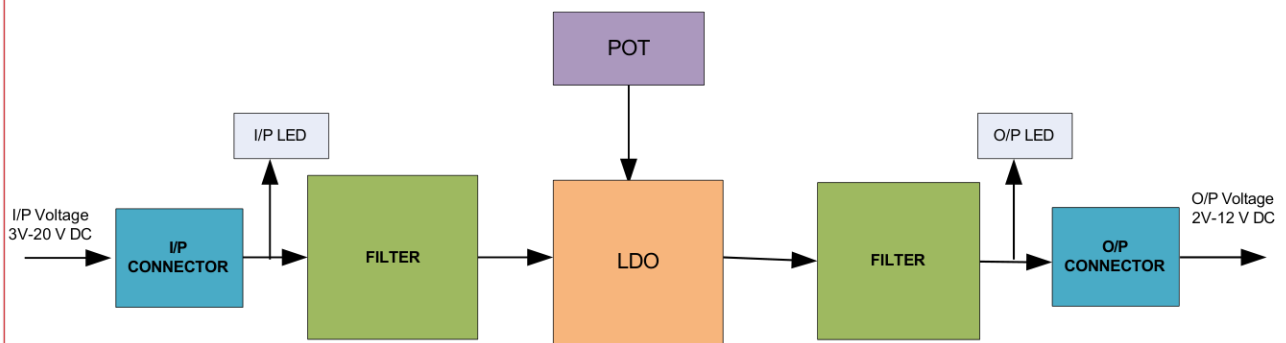 POT
I/P LED
O/P LED
I/P Voltage
3V-20 V DC
I/P
CONNECTOR
FILTER
LDO
FILTER
O/P
CONNECTOR
O/P Voltage
2V-12 V DC